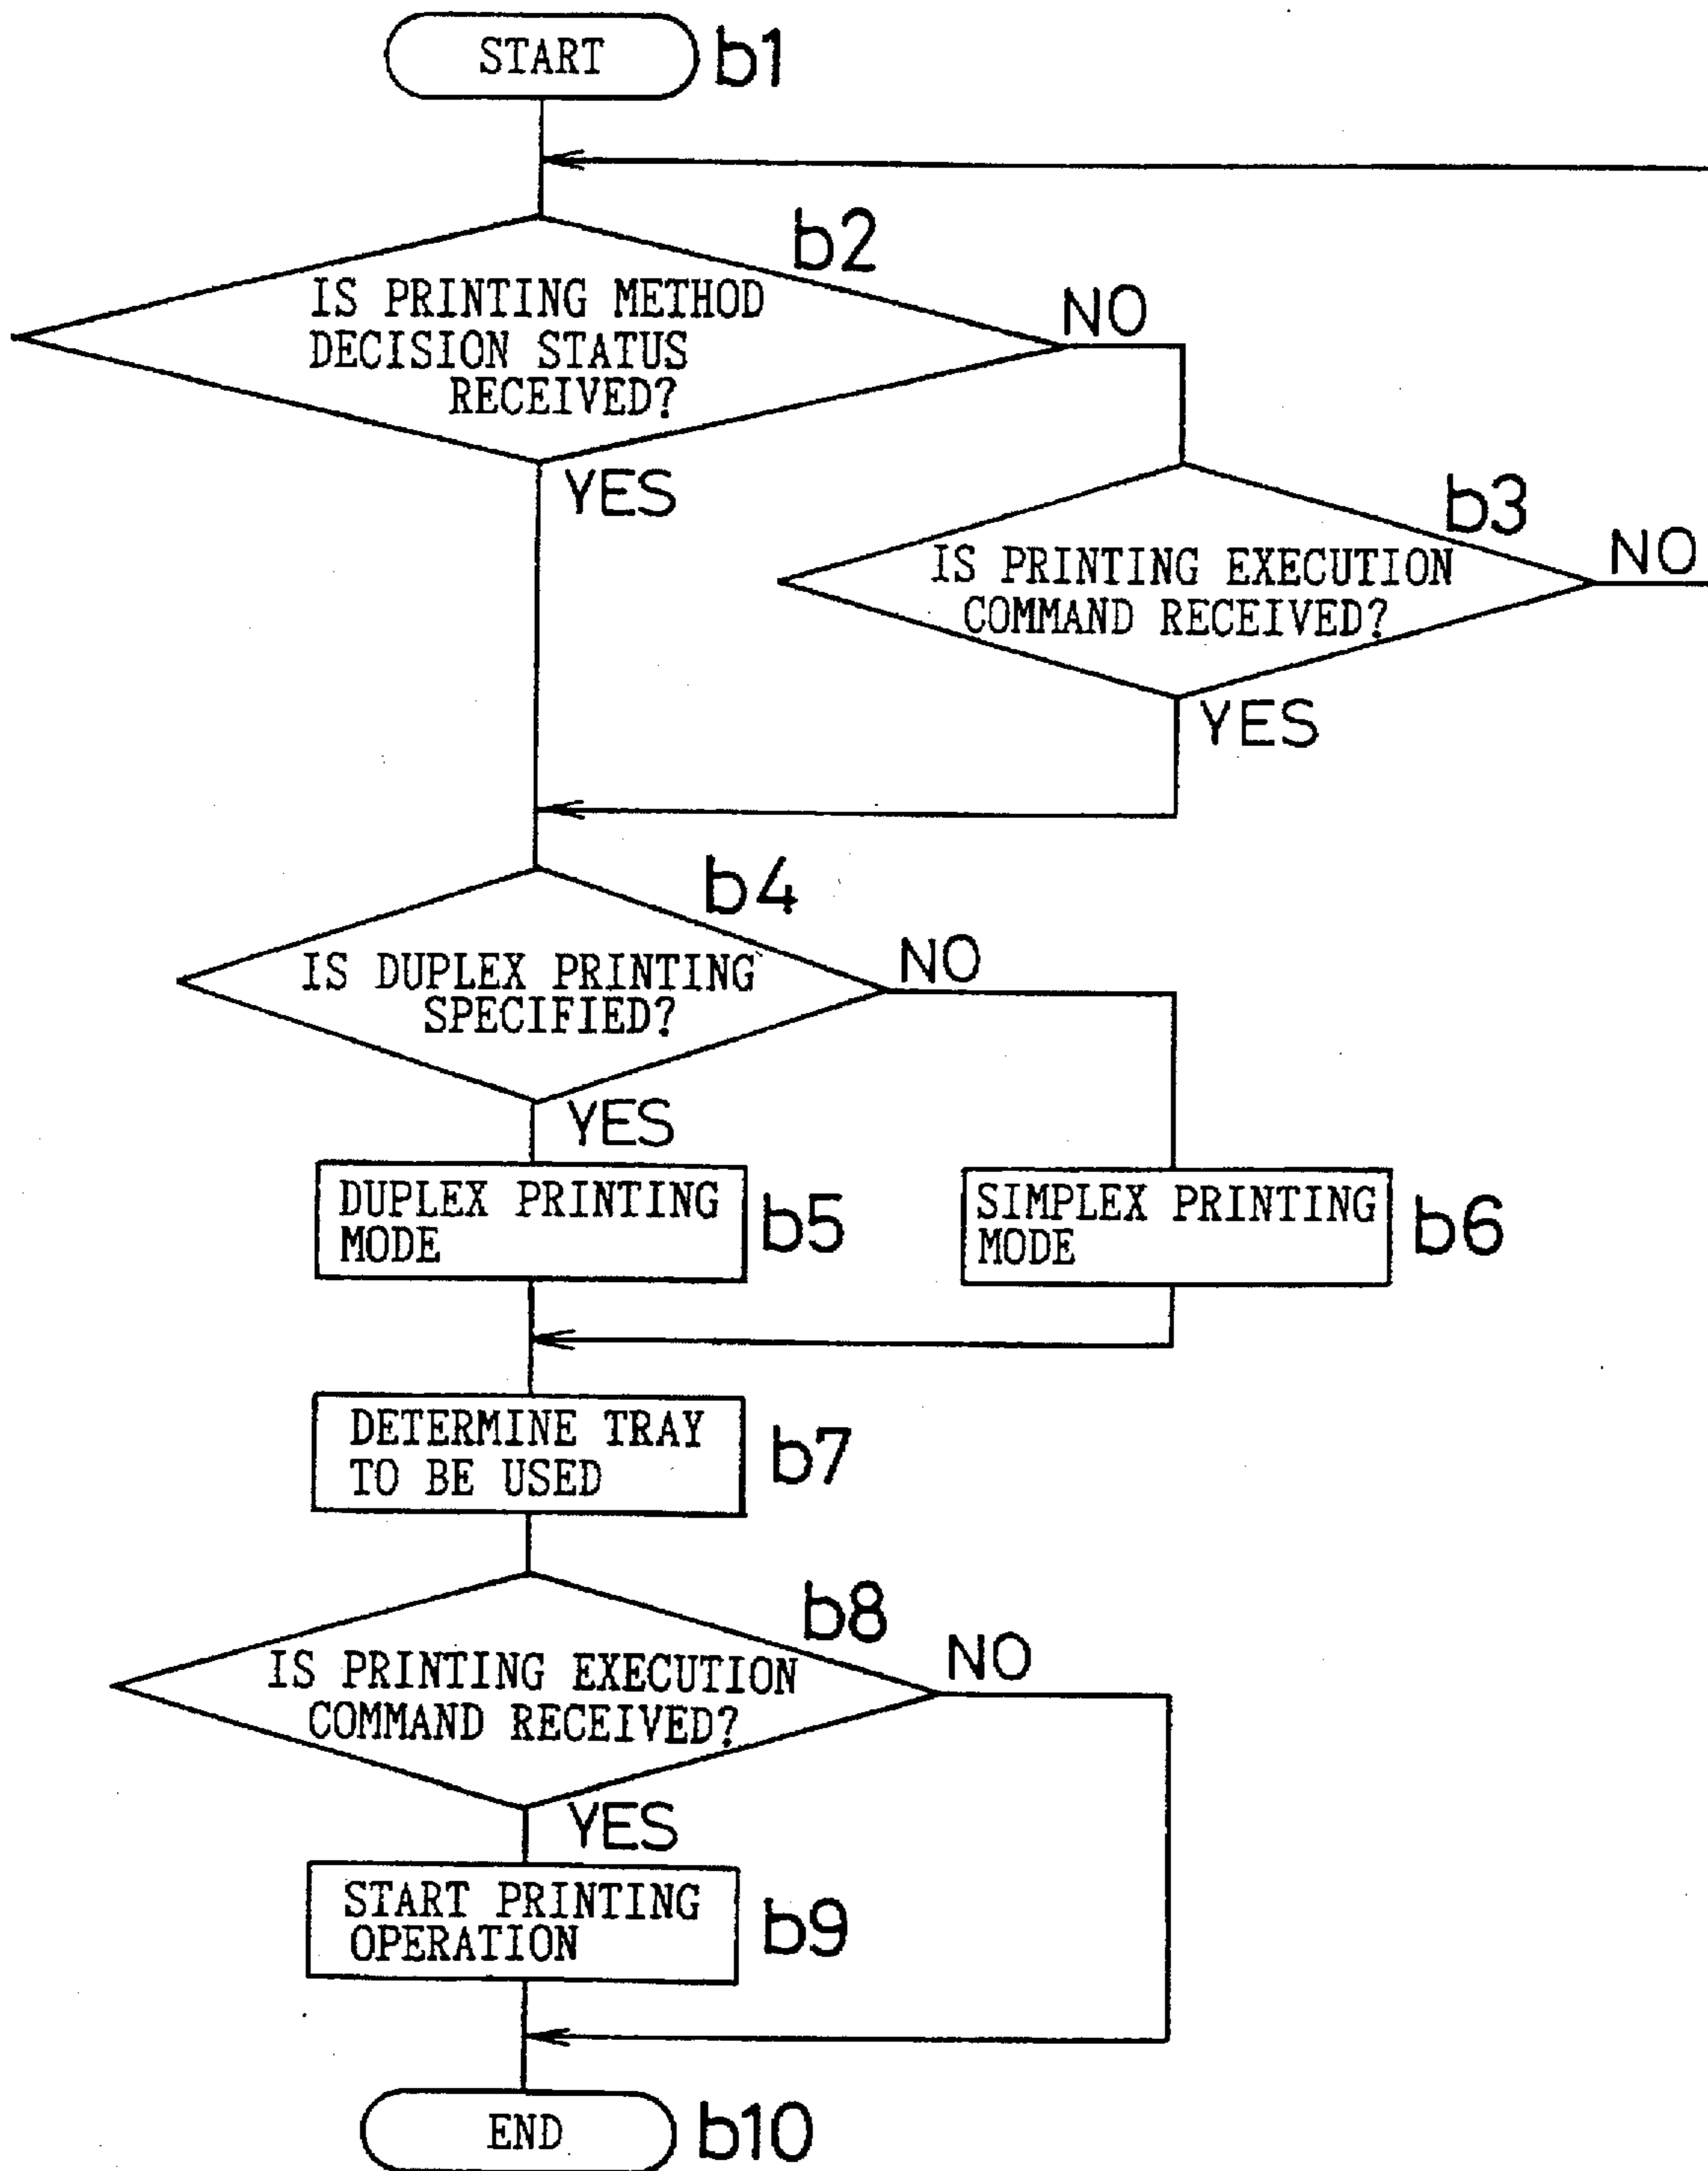 START
b1
b2
IS PRINTING METHOD
DECISION STATUS
RECEIVED?
NO
YES
b3
IS PRINTING EXECUTION
COMMAND RECEIVED?
NO
YES
b4
IS DUPLEX PRINTING
SPECIFIED?
NO
YES
DUPLEX PRINTING
MODE
b5
SIMPLEX PRINTING
MODE
b6
DETERMINE TRAY
TO BE USED
b7
b8
IS PRINTING EXECUTION
COMMAND RECEIVED?
NO
YES
START PRINTING
OPERATION
b9
END
b10